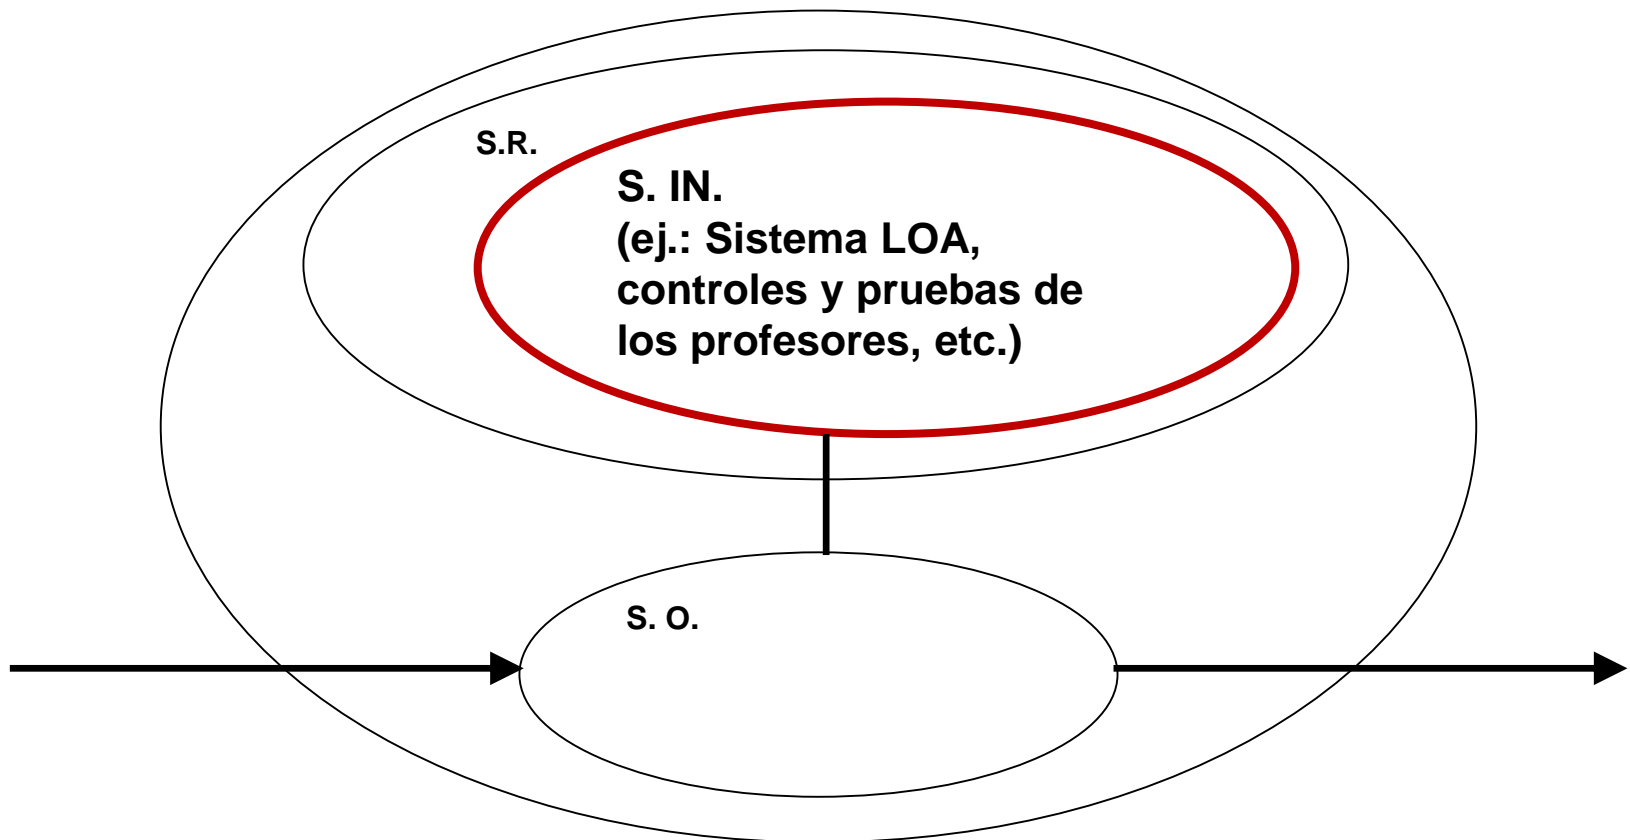 S.R.
S. IN.
(ej.: Sistema LOA,
controles y pruebas de
los profesores, etc.)
S. O.